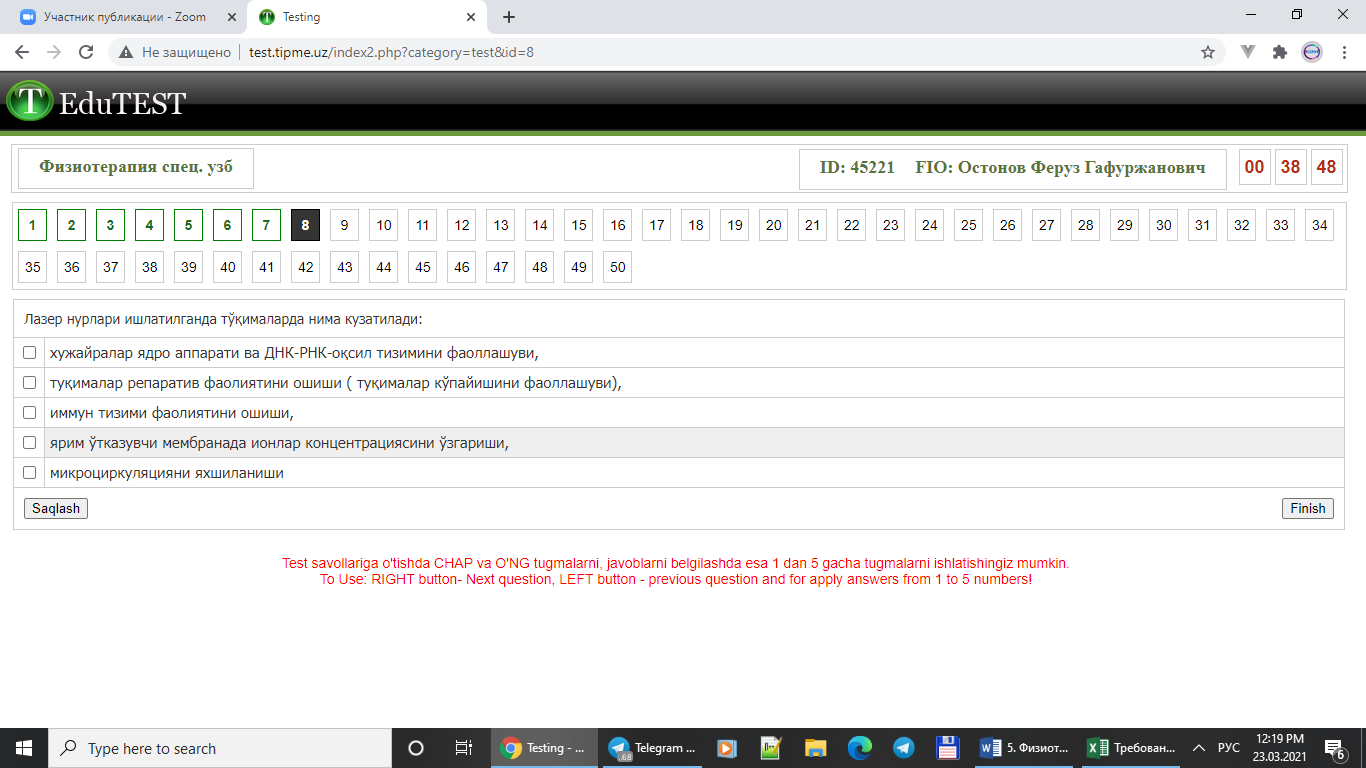 Участник публикации - Zoom
Testing
Не защищено
test.tipme.uz/index2.php?category=test&id=8
T EduTEST
Физиотерапия спец. узб
ID: 45221 FIO: Остонов Феруз Гафуржанович
00 38 48
1 2 3 4 5 6 7 8 9 10 11 12 13 14 15 16 17 18 19 20 21 22 23 24 25 26 27 28 29 30 31 32 33 34
35 36 37 38 39 40 41 42 43 44 45 46 47 48 49 50
Лазер нурлари ишлатилганда тўқималарда нима кузатилади:
хужайралар ядро аппарати ва ДНК-РНК-оқсил тизимини фаоллашуви,
туқималар репаратив фаолиятини ошиши ( туқималар кўпайишини фаоллашуви),
иммун тизими фаолиятини ошиши,
ярим ўтказувчи мембранада ионлар концентрациясини ўзгариши,
микроциркуляцияни яхшиланиши
Saqlash
Finish
Test savollariga o'tishda CHAP va O'NG tugmalarni, javoblarni belgilashda esa 1 dan 5 gacha tugmalarni ishlatishingiz mumkin.
To Use: RIGHT button- Next question, LEFT button - previous question and for apply answers from 1 to 5 numbers!
Type here to search
Testing - ...
Telegram ...
.68
5. Физиот...
Требован...
РУС
12:19 PM
23.03.2021
6